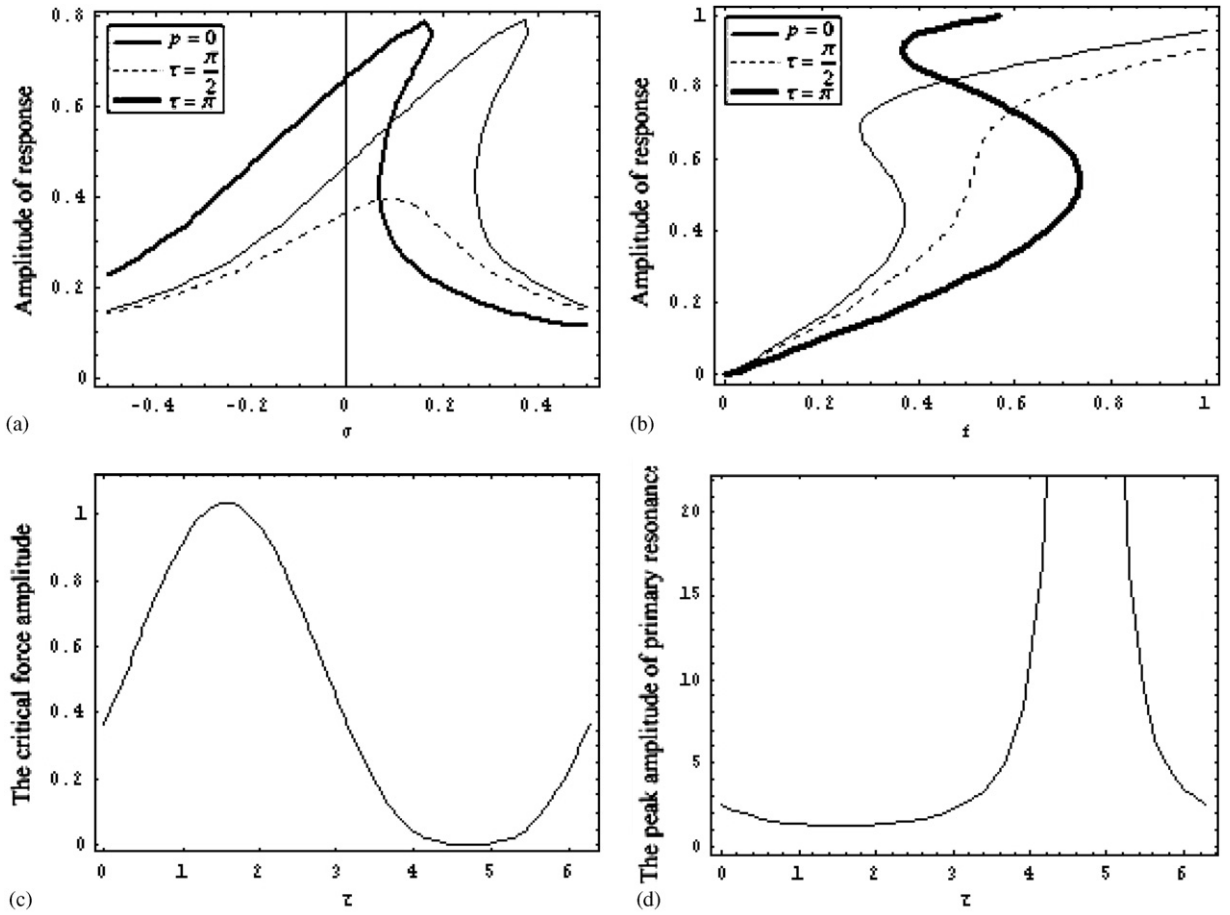 0.8
0.6
0.4
0.2
0
Amplitude of response
p = 0
τ = π/2
τ = π
-0.4 -0.2 0 0.2 0.4
σ
(a)
1
0.8
0.6
0.4
0.2
0
Amplitude of response
p = 0
τ = π/2
τ = π
0 0.2 0.4 0.6 0.8 1
f
(b)
1
0.8
0.6
0.4
0.2
0
The critical force amplitude
0 1 2 3 4 5 6
τ
(c)
20
15
10
5
0
The peak amplitude of primary resonance
0 1 2 3 4 5 6
τ
(d)